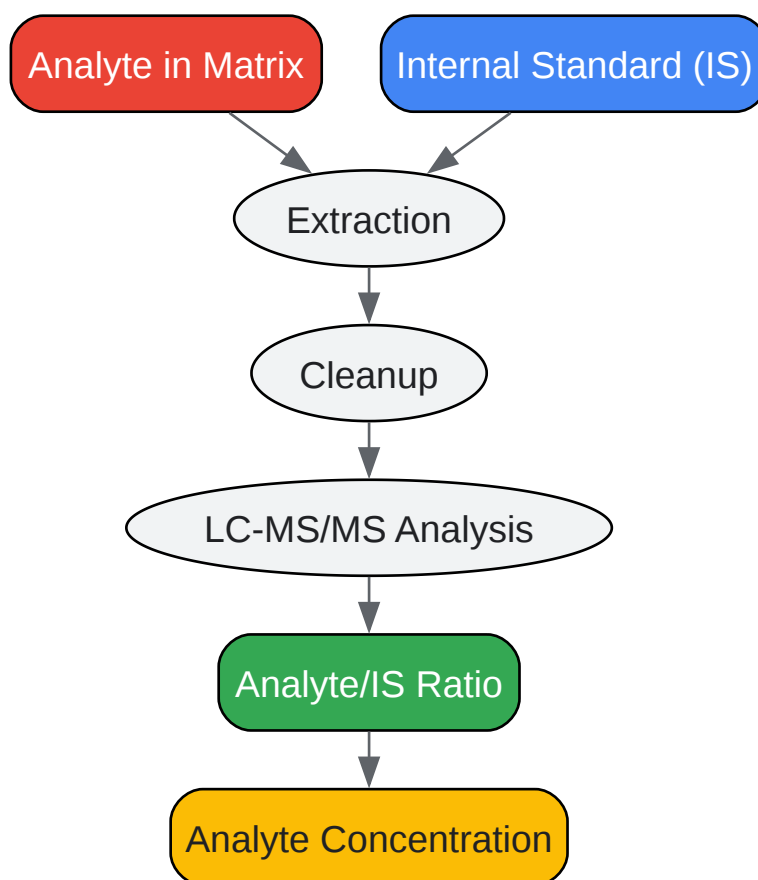 Analyte in Matrix
Internal Standard (IS)
Extraction
Cleanup
LC-MS/MS Analysis
Analyte/IS Ratio
Analyte Concentration